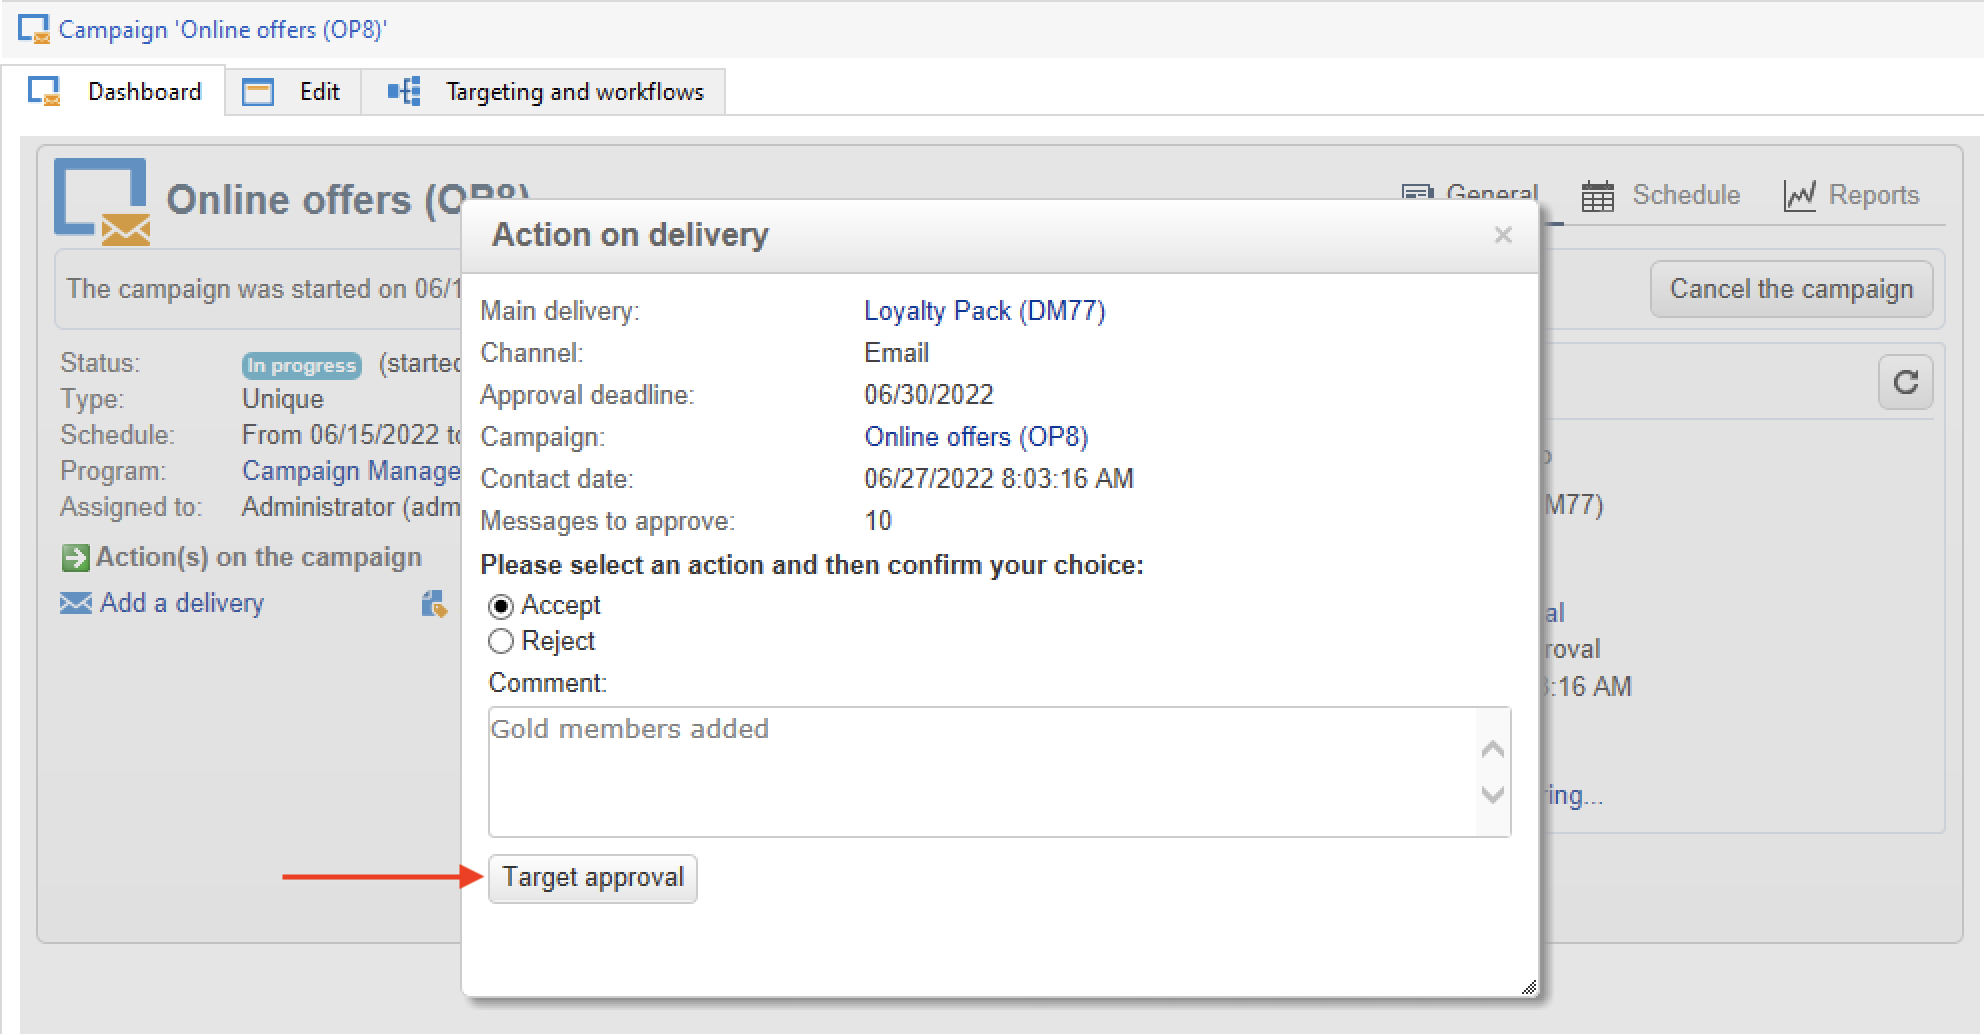 Campaign 'Online offers (OP8)'
Dashboard Edit Targeting and workflows
Online offers (OP8) General Schedule Reports
Action on delivery ×
The campaign was started on 06/1 Cancel the campaign
Main delivery: Loyalty Pack (DM77)
Channel: Email
Approval deadline: 06/30/2022
Campaign: Online offers (OP8)
Contact date: 06/27/2022 8:03:16 AM
Messages to approve: 10
Please select an action and then confirm your choice:
Accept
Reject
Comment:
Gold members added
Target approval
Status: In progress (started
Type: Unique
Schedule: From 06/15/2022 to
Program: Campaign Manage
Assigned to: Administrator (adm
Action(s) on the campaign
Add a delivery
M77)
al
roval
:16 AM
ring...